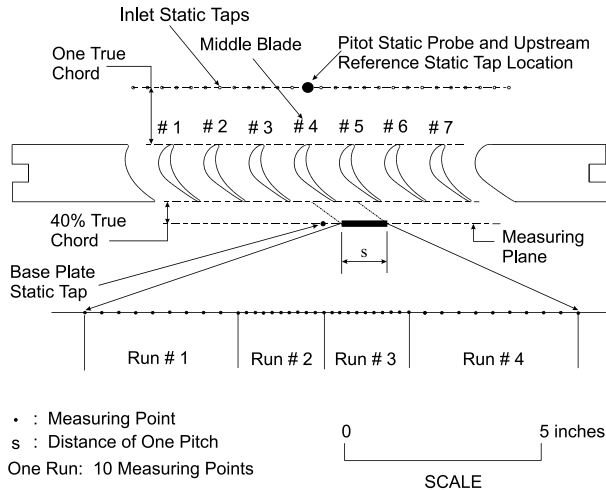 Inlet Static Taps
One True
Chord
Middle Blade
Pitot Static Probe and Upstream
Reference Static Tap Location
# 1 # 2 # 3 # 4 # 5 # 6 # 7
40% True
Chord
Measuring
Plane
Base Plate
Static Tap
s
Run # 1 Run # 2 Run # 3 Run # 4
• : Measuring Point
s : Distance of One Pitch
One Run: 10 Measuring Points
0 5 inches
SCALE